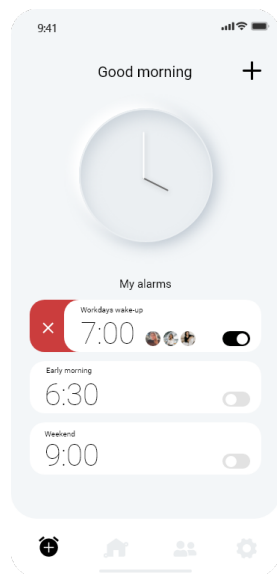 9:41
Good morning
My alarms
Workdays wake-up
7:00
Early morning
6:30
Weekend
9:00